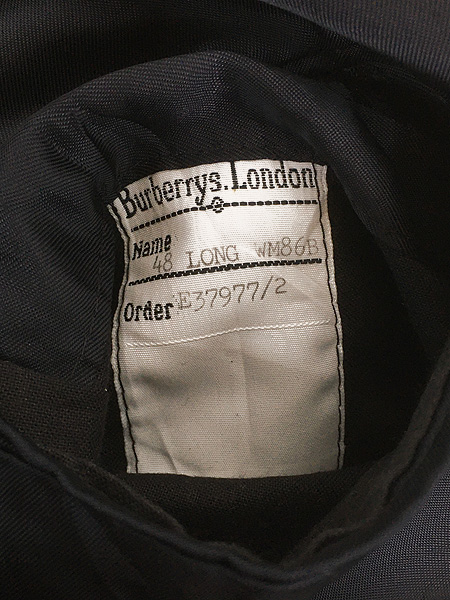 Burberrys. London
Name
48 LONG WM86B
Order E37977/2